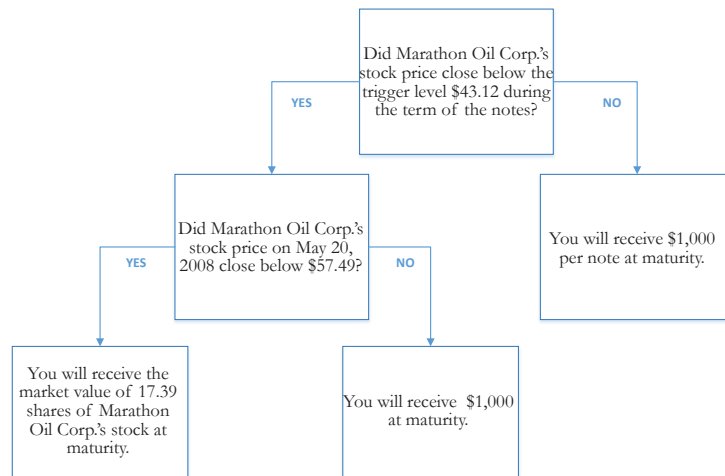 Did Marathon Oil Corp.'s
stock price close below the
trigger level $43.12 during
the term of the notes?
YES
NO
Did Marathon Oil Corp.'s
stock price on May 20,
2008 close below $57.49?
You will receive $1,000
per note at maturity.
YES
NO
You will receive the
market value of 17.39
shares of Marathon
Oil Corp.'s stock at
maturity.
You will receive $1,000
at maturity.